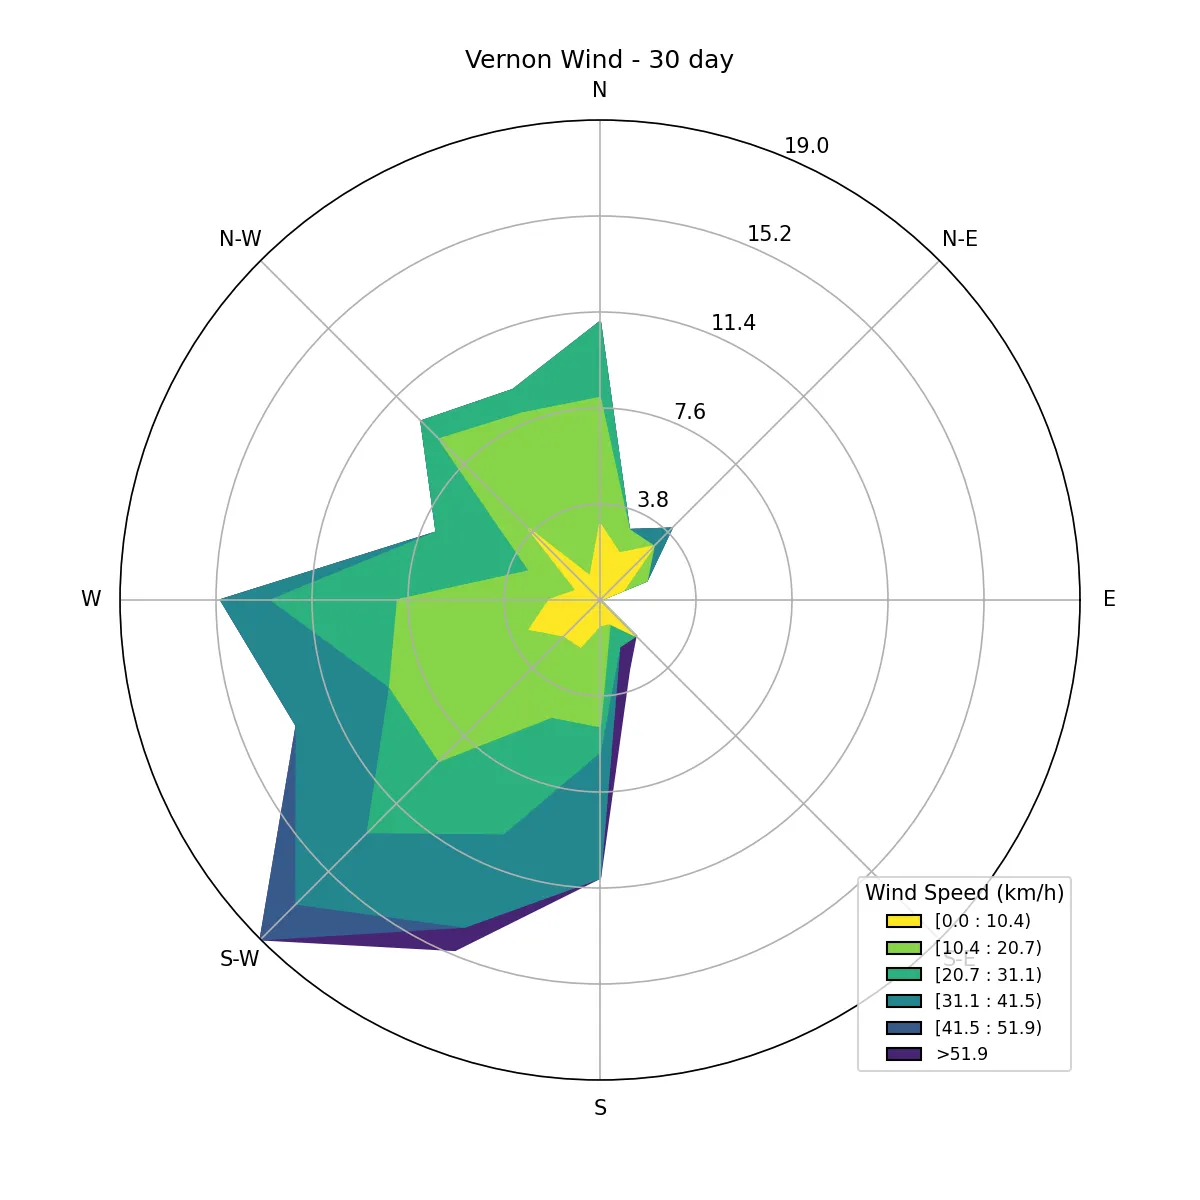 Vernon Wind - 30 day
N
19.0
15.2
N-W
N-E
11.4
7.6
3.8
W
E
Wind Speed (km/h)
[0.0 : 10.4)
[10.4 : 20.7)
S-W
S-E
[20.7 : 31.1)
[31.1 : 41.5)
[41.5 : 51.9)
>51.9
S